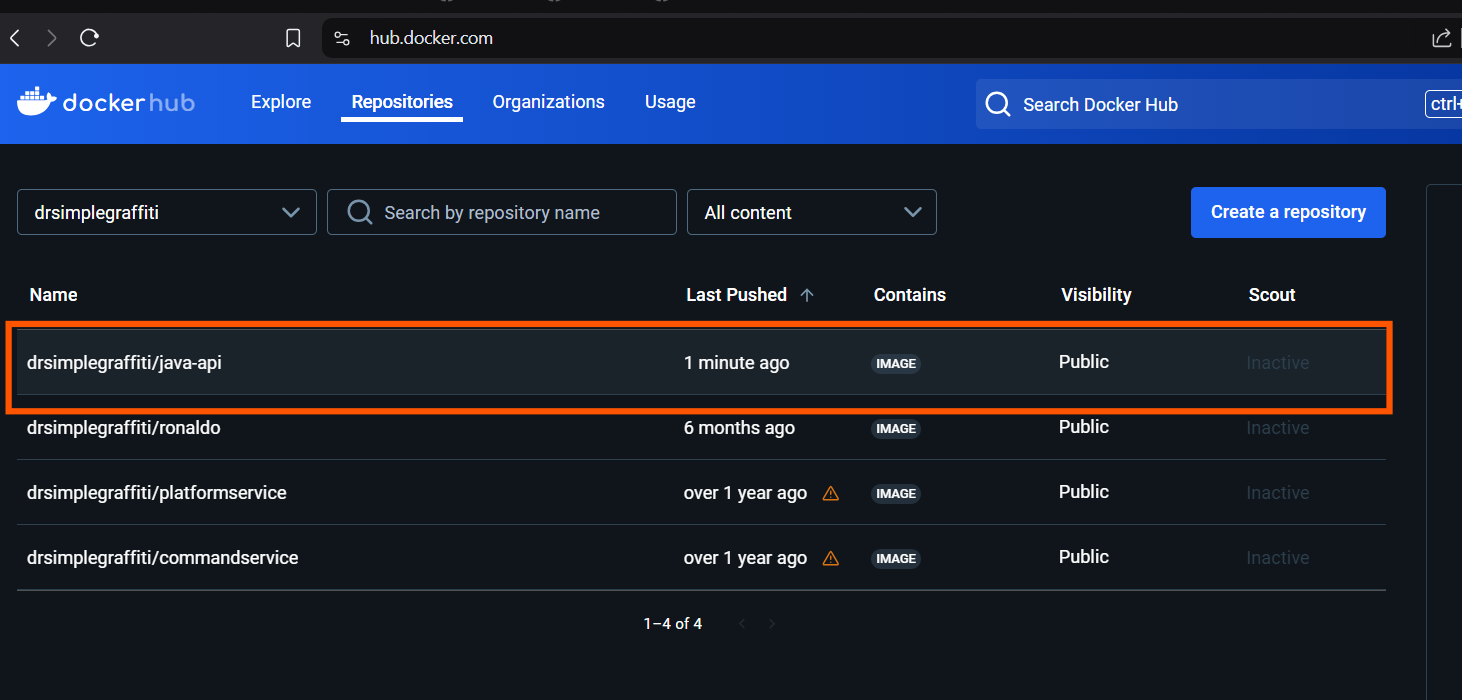 hub.docker.com
dockerhub Explore Repositories Organizations Usage Search Docker Hub ctrl+
drsimplegraffiti Search by repository name All content Create a repository
Name Last Pushed Contains Visibility Scout
drsimplegraffiti/java-api 1 minute ago IMAGE Public Inactive
drsimplegraffiti/ronaldo 6 months ago IMAGE Public Inactive
drsimplegraffiti/platformservice over 1 year ago IMAGE Public Inactive
drsimplegraffiti/commandservice over 1 year ago IMAGE Public Inactive
1–4 of 4